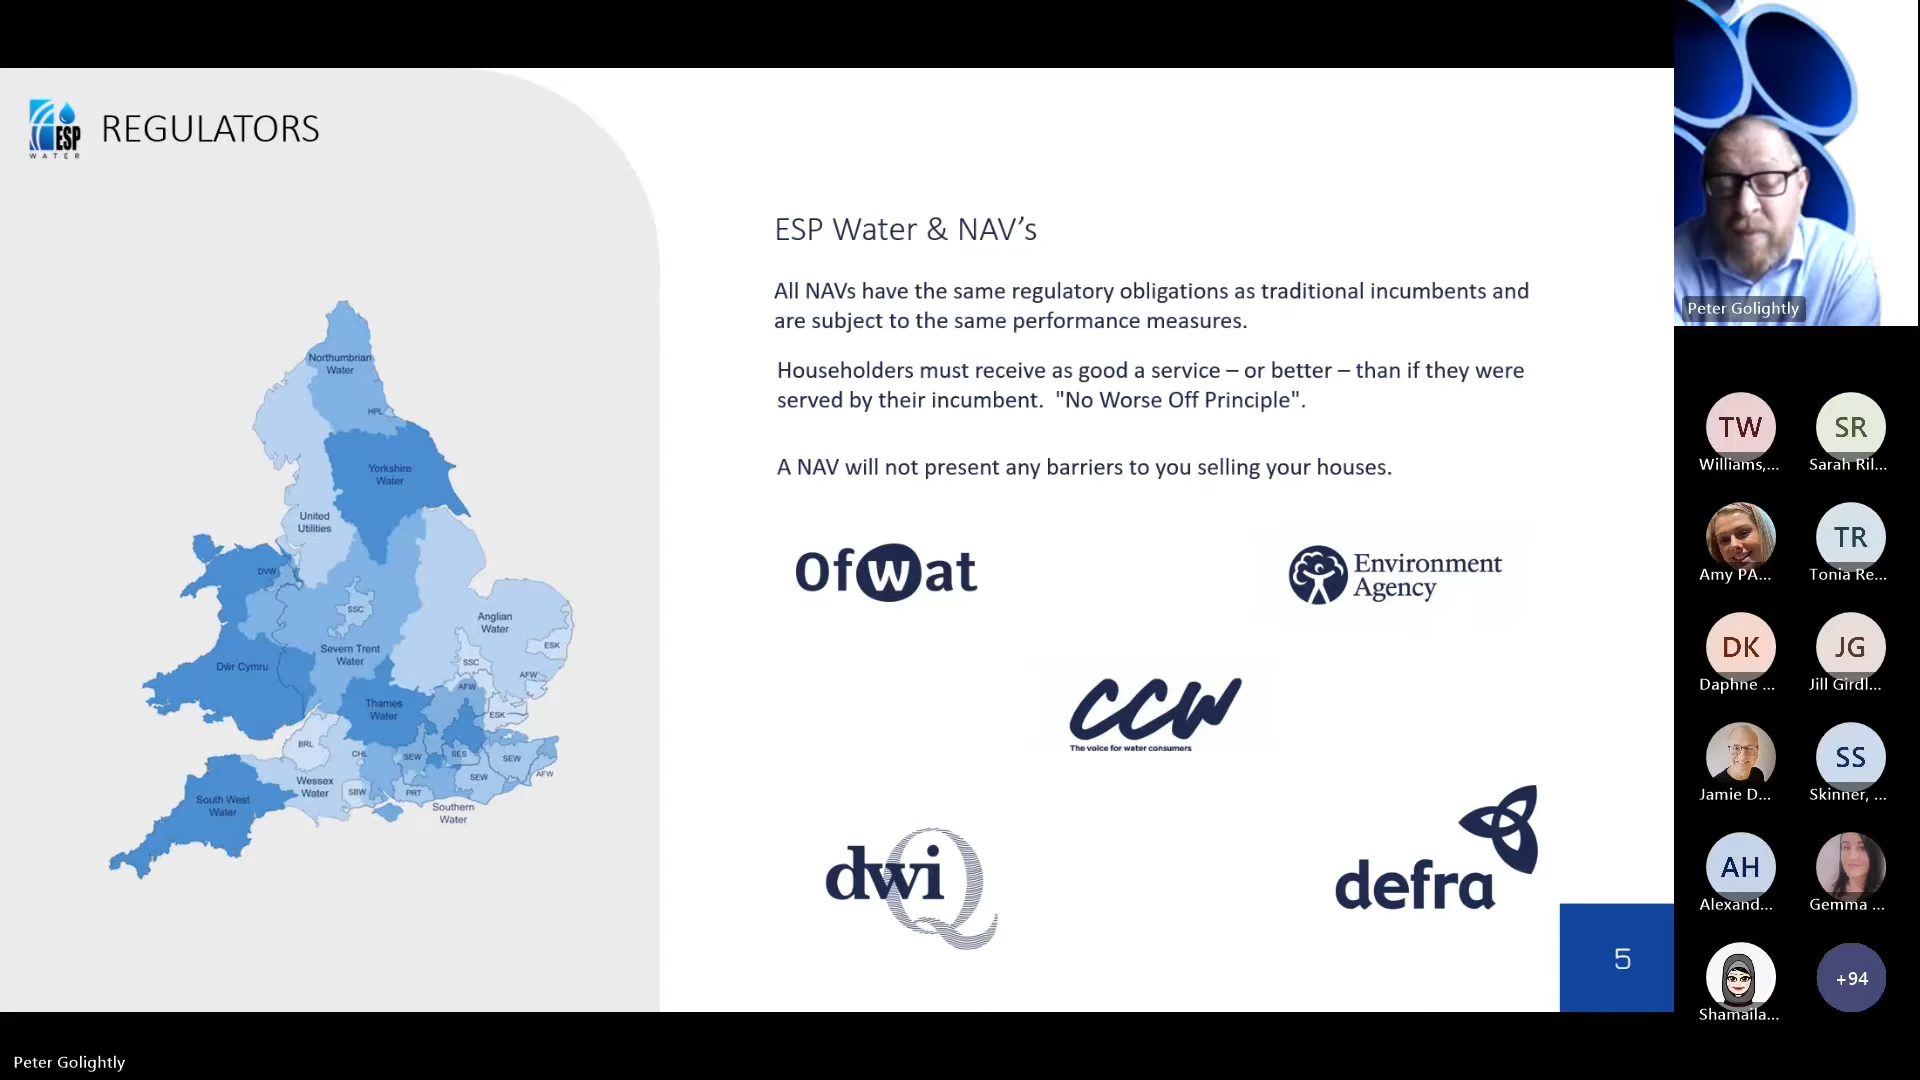 ESP
WATER
REGULATORS
ESP Water & NAV’s
All NAVs have the same regulatory obligations as traditional incumbents and
are subject to the same performance measures.
Householders must receive as good a service – or better – than if they were
served by their incumbent.  "No Worse Off Principle".
A NAV will not present any barriers to you selling your houses.
Northumbrian
Water
HPL
Yorkshire
Water
United
Utilities
DVW
SSC
Anglian
Water
ESK
Severn Trent
Water
SSC
Dŵr Cymru
AFW
AFW
Thames
Water
ESK
BRL
CHL
SEW
SES
SEW
AFW
SEW
Wessex
Water
SBW
PRT
South West
Water
Southern
Water
Ofwat
Environment
Agency
CCW
The voice for water consumers
dwi
Q
defra
5
Peter Golightly
TW
SR
Williams,...
Sarah Ril...
TR
Amy PA...
Tonia Re...
DK
JG
Daphne ...
Jill Girdl...
SS
Jamie D...
Skinner, ...
AH
Alexand...
Gemma ...
+94
Shamaila...
Peter Golightly